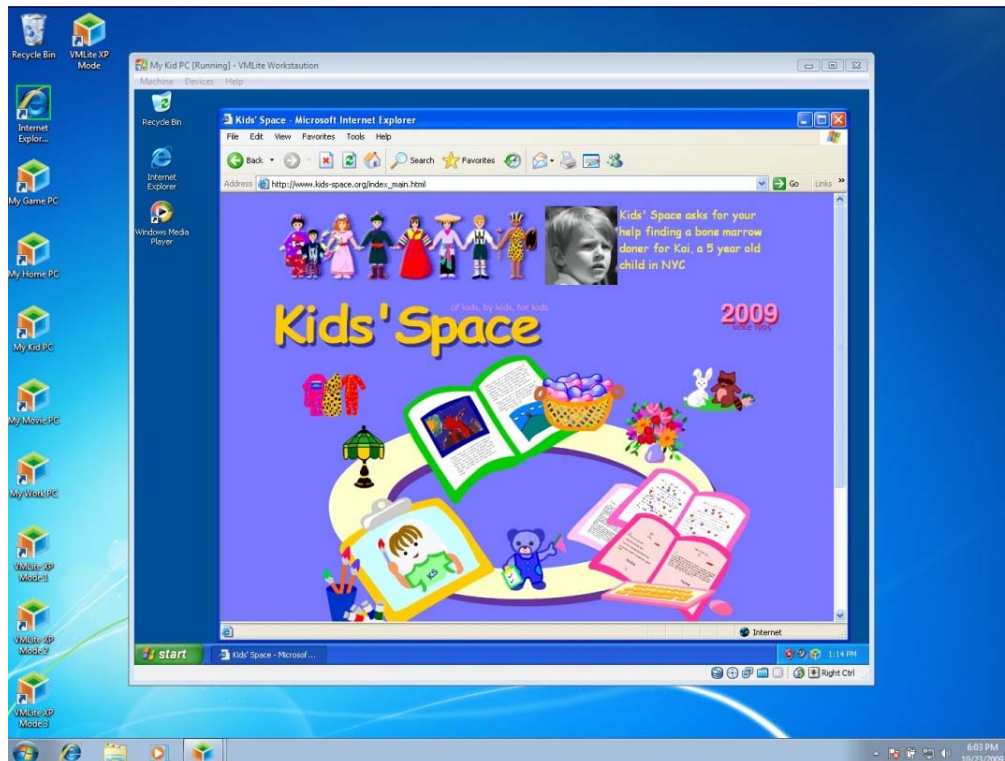 Recycle Bin
VMLite XP
Mode
Internet
Explor...
My Game PC
My Home PC
My Kid PC
My Movie PC
My Work PC
VMLite XP
Mode 1
VMLite XP
Mode 2
VMLite XP
Mode 3
My Kid PC [Running] - VMLite Workstaution
Machine Devices Help
Recycle Bin
Internet
Explorer
Windows Media
Player
Kids' Space - Microsoft Internet Explorer
File Edit View Favorites Tools Help
Back Search Favorites
Address http://www.kids-space.org/index_main.html Go Links »
Kids' Space asks for your
help finding a bone marrow
doner for Kai, a 5 year old
child in NYC
of kids, by kids, for kids
Kids' Space
2009
since 1995
KS
Internet
start
Kids' Space - Microsof...
1:14 PM
Right Ctrl
6:03 PM
10/23/2009